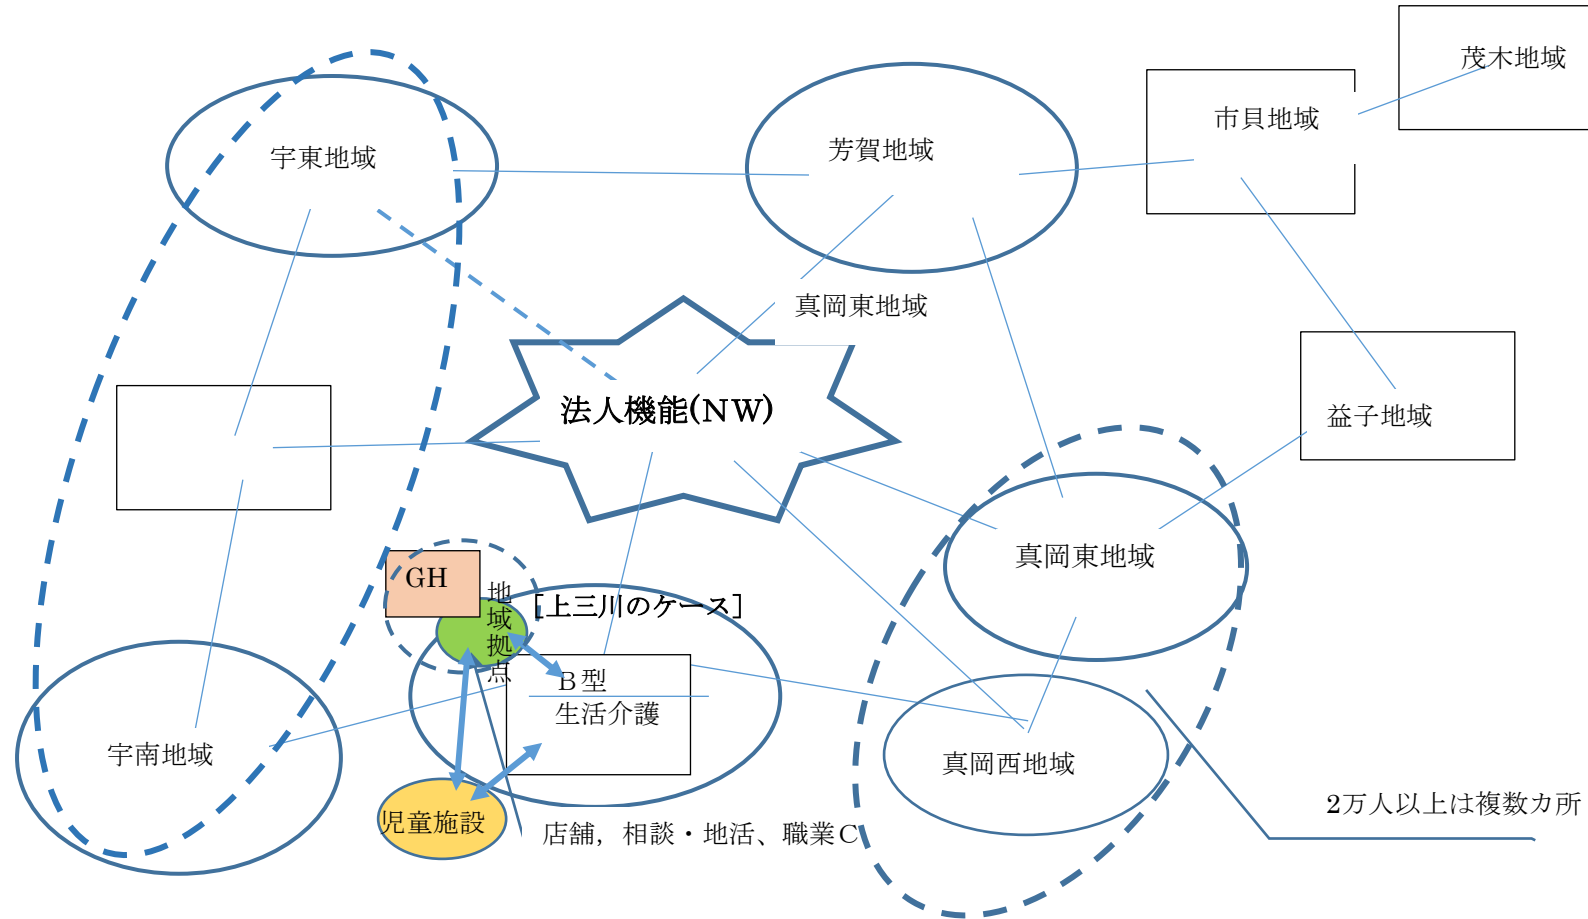 茂木地域
市貝地域
芳賀地域
宇東地域
真岡東地域
法人機能(NW)
益子地域
真岡東地域
GH
地域拠点
[上三川のケース]
B型
生活介護
宇南地域
真岡西地域
児童施設
店舗，相談・地活、職業C
2万人以上は複数カ所